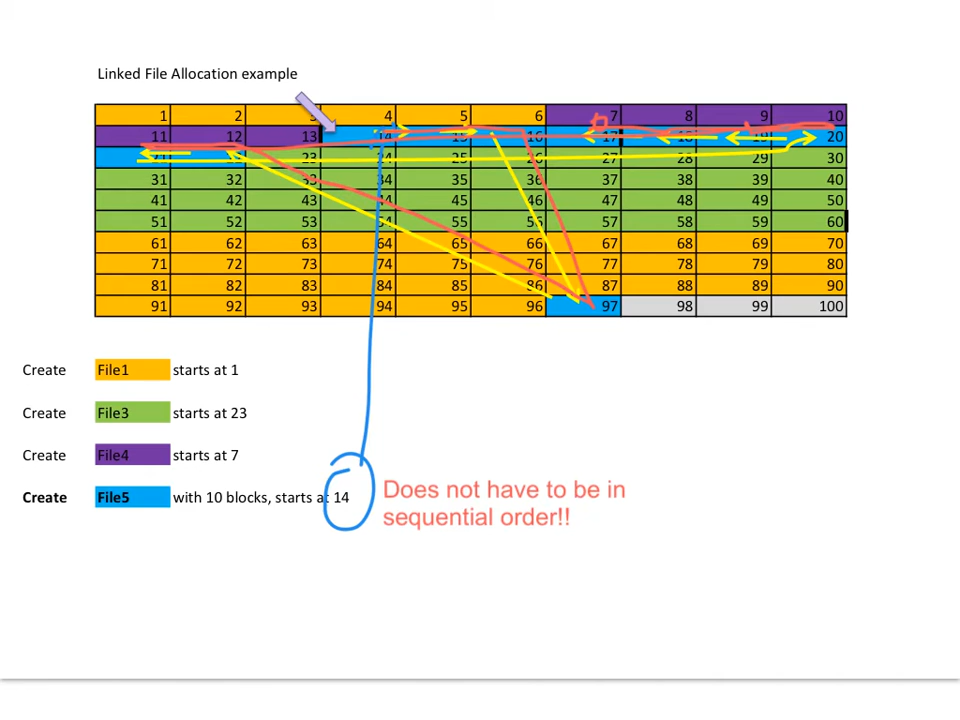 Linked File Allocation example
1 2 3 4 5 6 7 8 9 10
11 12 13 14 15 16 17 18 19 20
23 24 25 26 27 28 29 30
31 32 33 34 35 36 37 38 39 40
41 42 43 44 45 46 47 48 49 50
51 52 53 54 55 56 57 58 59 60
61 62 63 64 65 66 67 68 69 70
71 72 73 74 75 76 77 78 79 80
81 82 83 84 85 86 87 88 89 90
91 92 93 94 95 96 97 98 99 100
Create File1 starts at 1
Create File3 starts at 23
Create File4 starts at 7
Create File5 with 10 blocks, starts at 14
Does not have to be in
sequential order!!